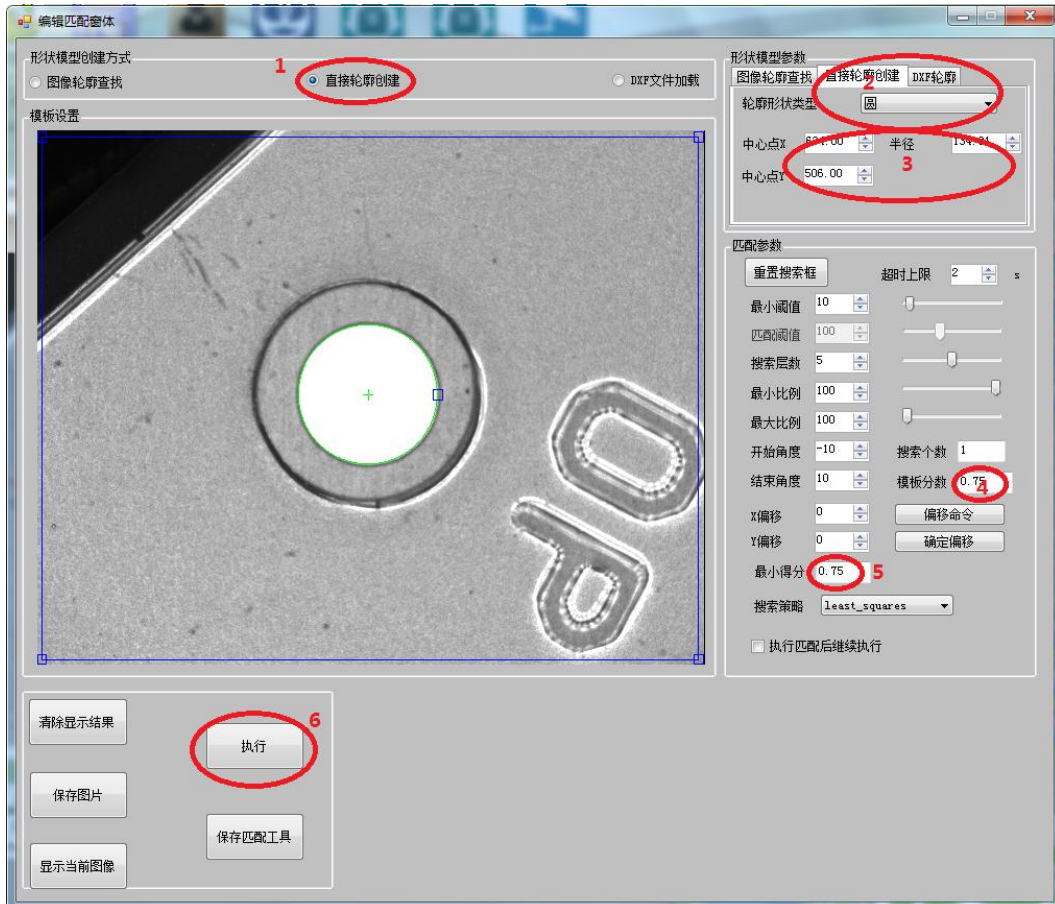 编辑匹配窗体
形状模型创建方式
图像轮廓查找
1
直接轮廓创建
DXF文件加载
模板设置
OP
形状模型参数
图像轮廓查找 直接轮廓创建 DXF轮廓
2
轮廓形状类型 圆
中心点X 634.00 半径
3
中心点Y 506.00
匹配参数
重置搜索框 超时上限 2 s
最小阈值 10
匹配阈值 100
搜索层数 5
最小比例 100
最大比例 100
开始角度 -10 搜索个数 1
结束角度 10 模板分数 0.75
4
X偏移 0 偏移命令
Y偏移 0 确定偏移
最小得分 0.75 5
搜索策略 least_squares
执行匹配后继续执行
清除显示结果
执行
6
保存图片
保存匹配工具
显示当前图像